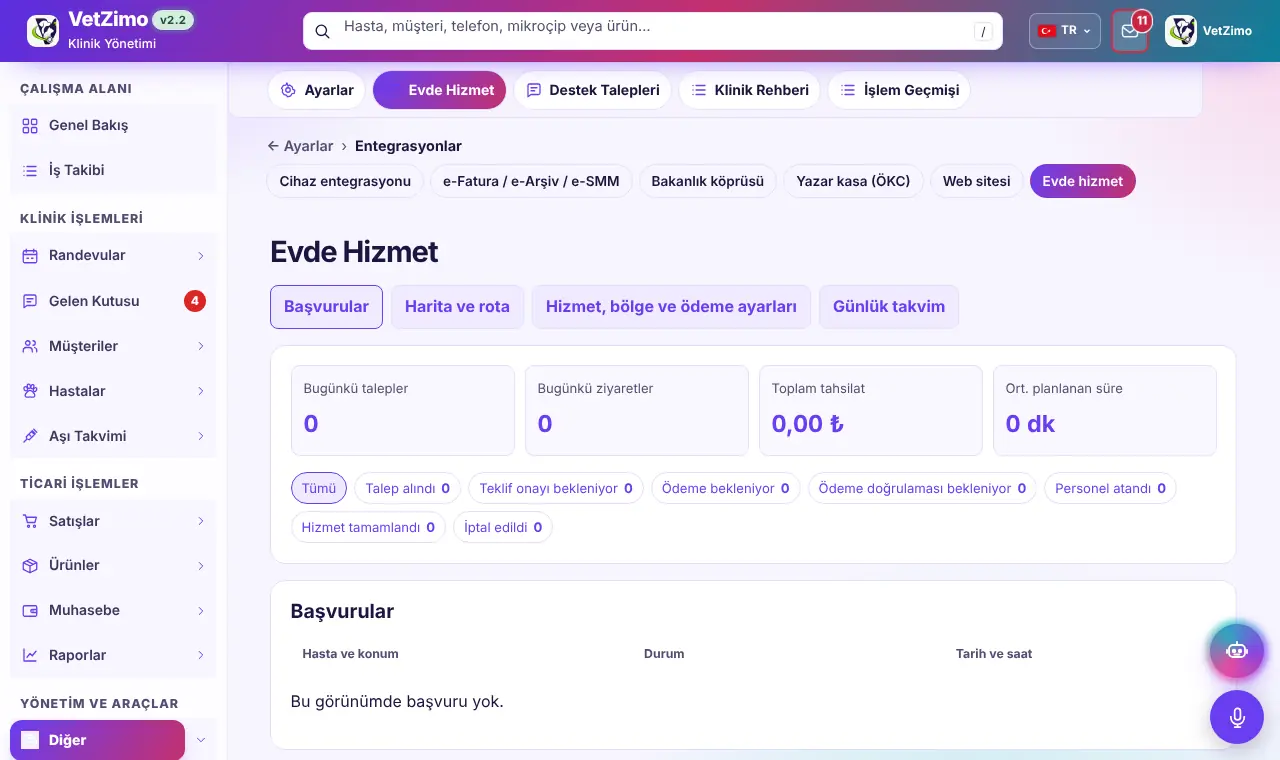 VetZimo v2.2
Klinik Yönetimi
Hasta, müşteri, telefon, mikroçip veya ürün...
/
TR
11
VetZimo
ÇALIŞMA ALANI
Genel Bakış
İş Takibi
KLİNİK İŞLEMLERİ
Randevular
Gelen Kutusu 4
Müşteriler
Hastalar
Aşı Takvimi
TİCARİ İŞLEMLER
Satışlar
Ürünler
Muhasebe
Raporlar
YÖNETİM VE ARAÇLAR
Diğer
Ayarlar Evde Hizmet Destek Talepleri Klinik Rehberi İşlem Geçmişi
← Ayarlar › Entegrasyonlar
Cihaz entegrasyonu e-Fatura / e-Arşiv / e-SMM Bakanlık köprüsü Yazar kasa (ÖKC) Web sitesi Evde hizmet
Evde Hizmet
Başvurular Harita ve rota Hizmet, bölge ve ödeme ayarları Günlük takvim
Bugünkü talepler
0
Bugünkü ziyaretler
0
Toplam tahsilat
0,00 ₺
Ort. planlanan süre
0 dk
Tümü Talep alındı 0 Teklif onayı bekleniyor 0 Ödeme bekleniyor 0 Ödeme doğrulaması bekleniyor 0 Personel atandı 0
Hizmet tamamlandı 0 İptal edildi 0
Başvurular
Hasta ve konum Durum Tarih ve saat
Bu görünümde başvuru yok.